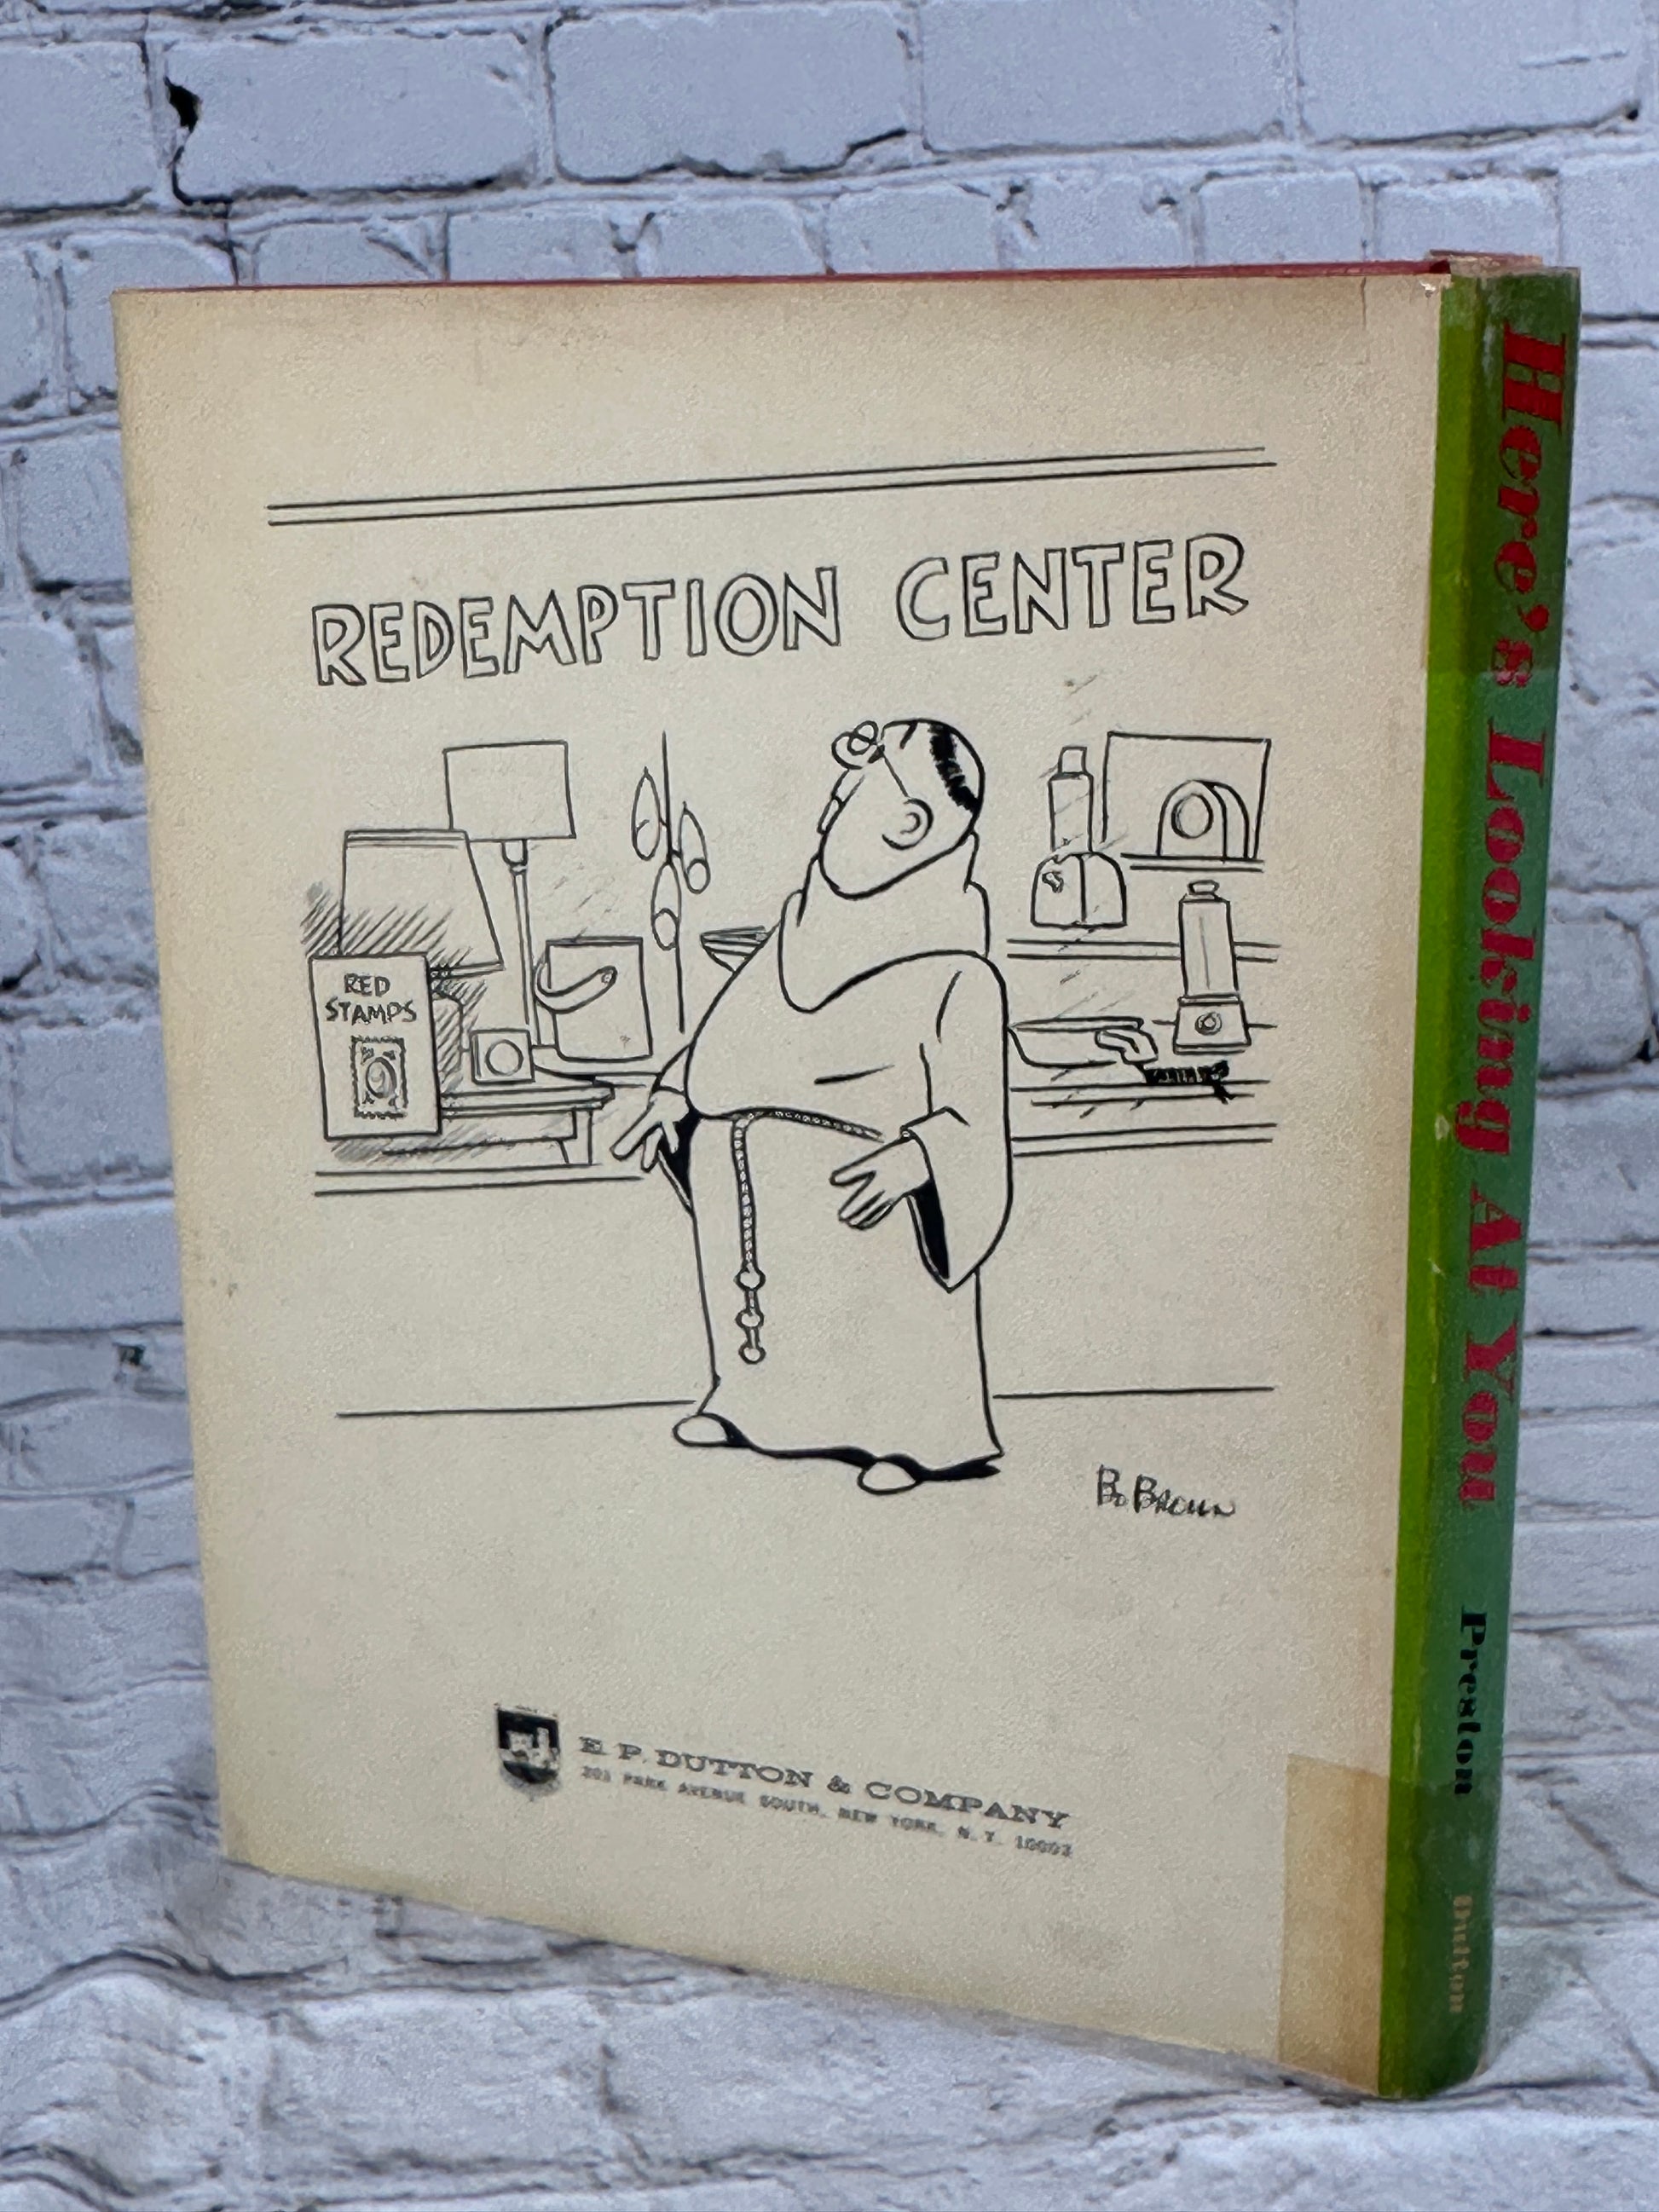 REDEMPTION CENTER
RED
STAMPS
Bo Brown
E. P. DUTTON & COMPANY
201 PARK AVENUE SOUTH, NEW YORK, N. Y. 10003
Here's Looking At You
Preston
Dutton